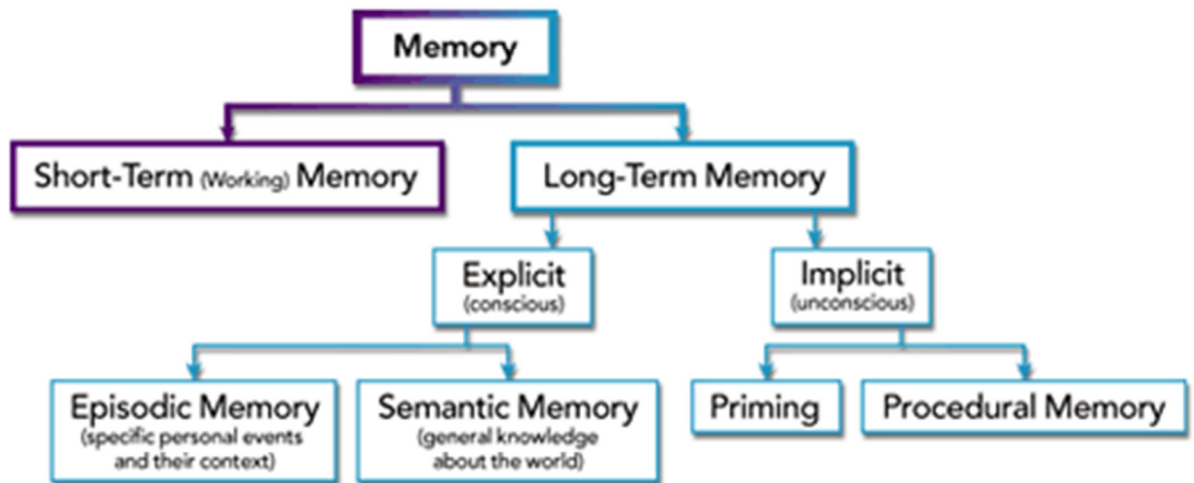 Memory
Short-Term (Working) Memory
Long-Term Memory
Explicit
(conscious)
Implicit
(unconscious)
Episodic Memory
(specific personal events
and their context)
Semantic Memory
(general knowledge
about the world)
Priming
Procedural Memory